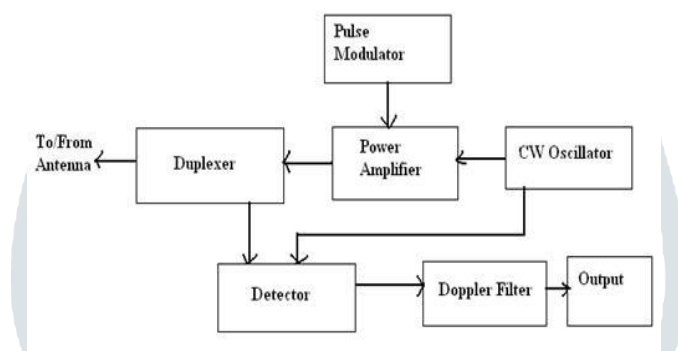 Pulse
Modulator
To/From
Antenna
Duplexer
Power
Amplifier
CW Oscillator
Detector
Doppler Filter
Output